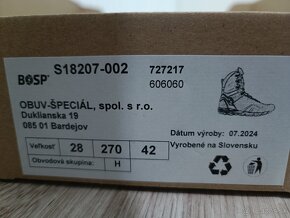 BOSP S18207-002 727217
606060
OBUV-ŠPECIÁL, spol. s r.o.
Duklianska 19
085 01 Bardejov
Dátum výroby: 07.2024
Vyrobené na Slovensku
Veľkosť 28 270 42
Obvodová skupina: H